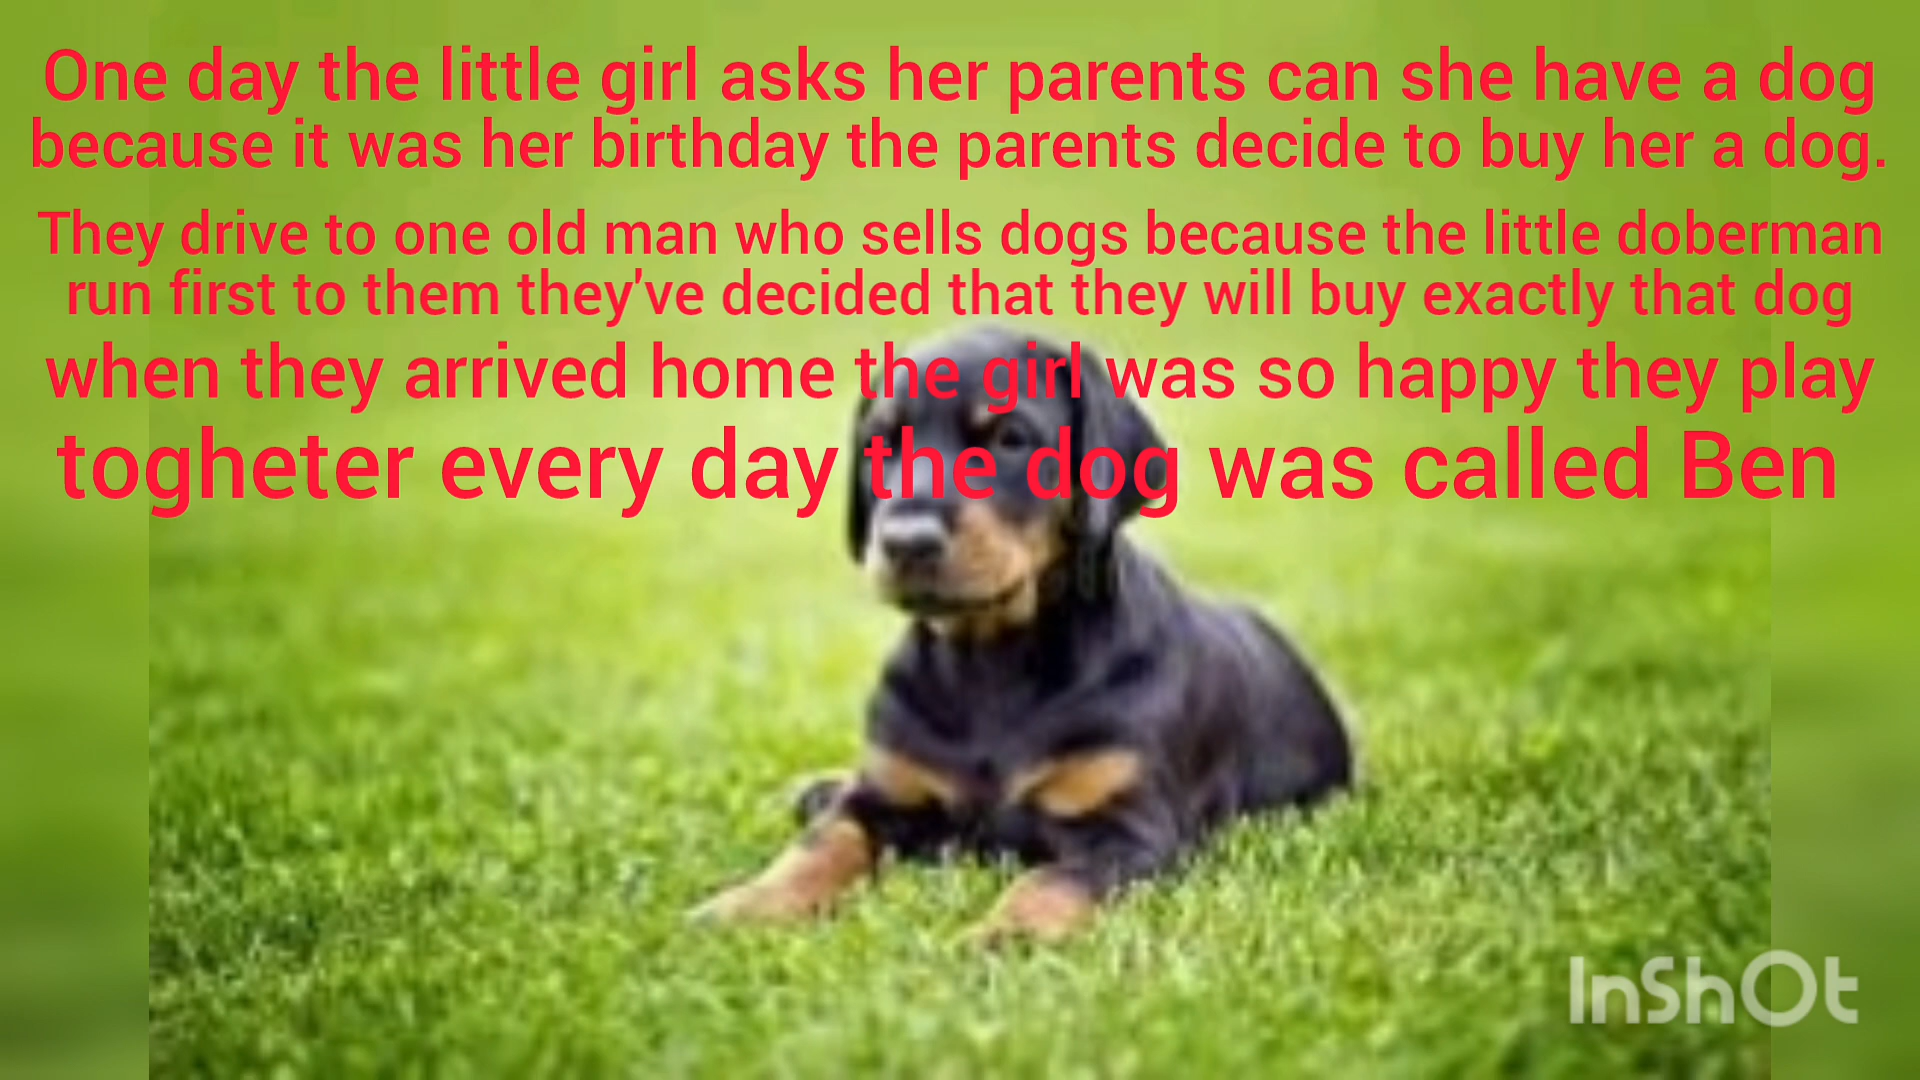 One day the little girl asks her parents can she have a dog
because it was her birthday the parents decide to buy her a dog.
They drive to one old man who sells dogs because the little doberman
run first to them they've decided that they will buy exactly that dog
when they arrived home the girl was so happy they play
togheter every day the dog was called Ben
InShOt